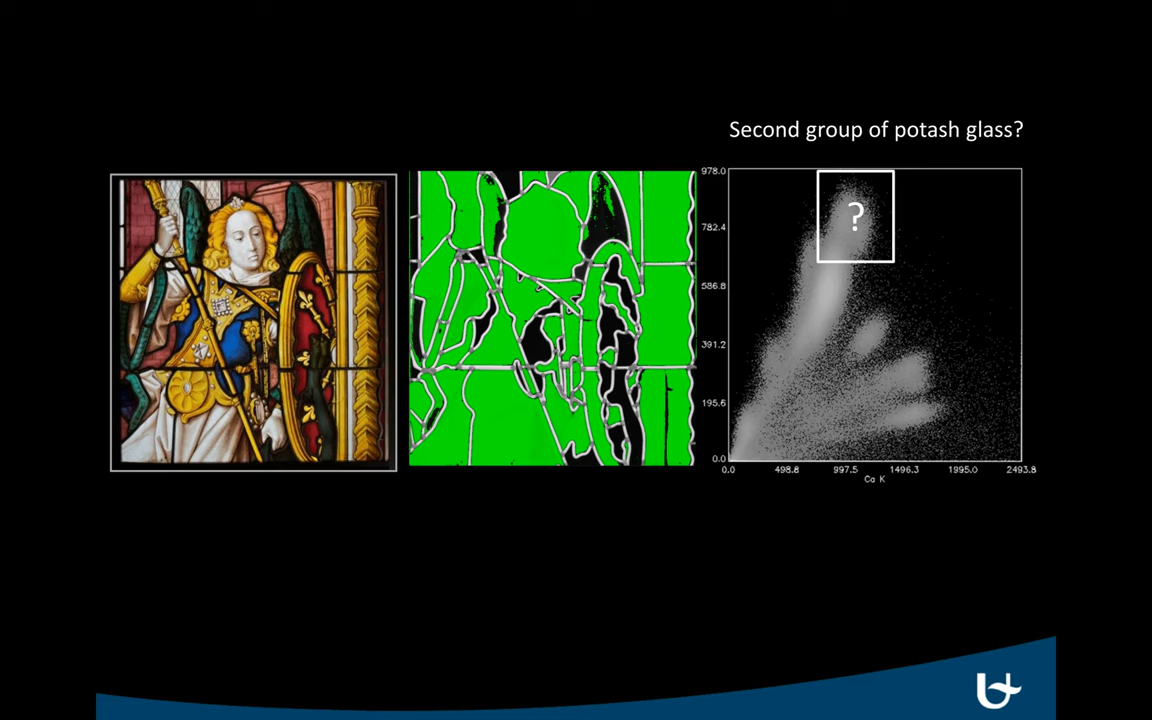 Second group of potash glass?
978.0
?
782.4
586.8
391.2
195.6
0.0
0.0 498.8 997.5 1496.3 1995.0 2493.8
Ca K